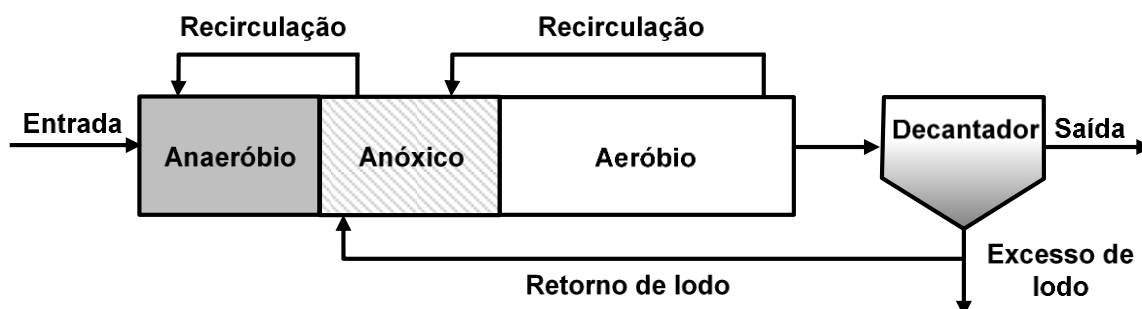 Recirculação
Recirculação
Entrada
Anaeróbio
Anóxico
Aeróbio
Decantador
Saída
Retorno de lodo
Excesso de
lodo